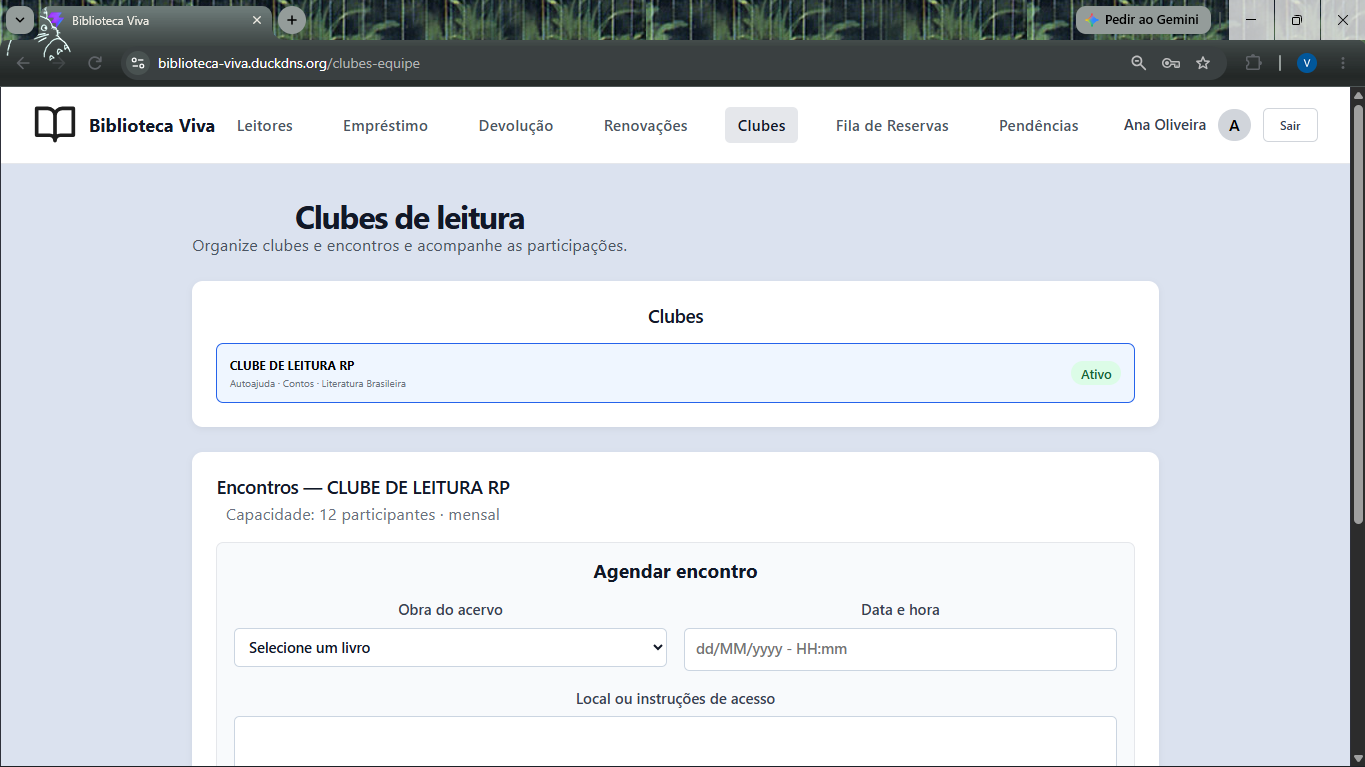 Biblioteca Viva
Pedir ao Gemini
biblioteca-viva.duckdns.org/clubes-equipe
V
Biblioteca Viva Leitores Empréstimo Devolução Renovações Clubes Fila de Reservas Pendências Ana Oliveira A Sair
Clubes de leitura
Organize clubes e encontros e acompanhe as participações.
Clubes
CLUBE DE LEITURA RP
Autoajuda · Contos · Literatura Brasileira
Ativo
Encontros — CLUBE DE LEITURA RP
Capacidade: 12 participantes · mensal
Agendar encontro
Obra do acervo
Selecione um livro
Data e hora
dd/MM/yyyy - HH:mm
Local ou instruções de acesso